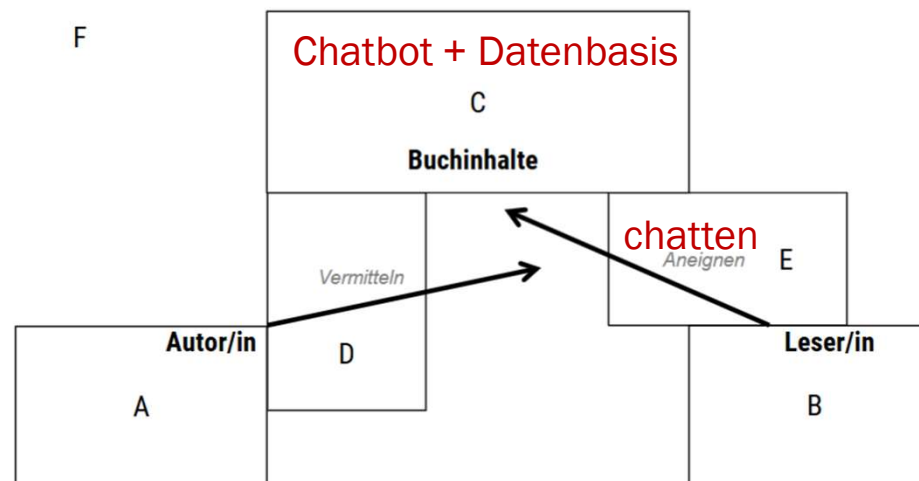 F
Chatbot + Datenbasis
C
Buchinhalte
chatten
Vermitteln
Aneignen
E
Autor/in
D
Leser/in
A
B